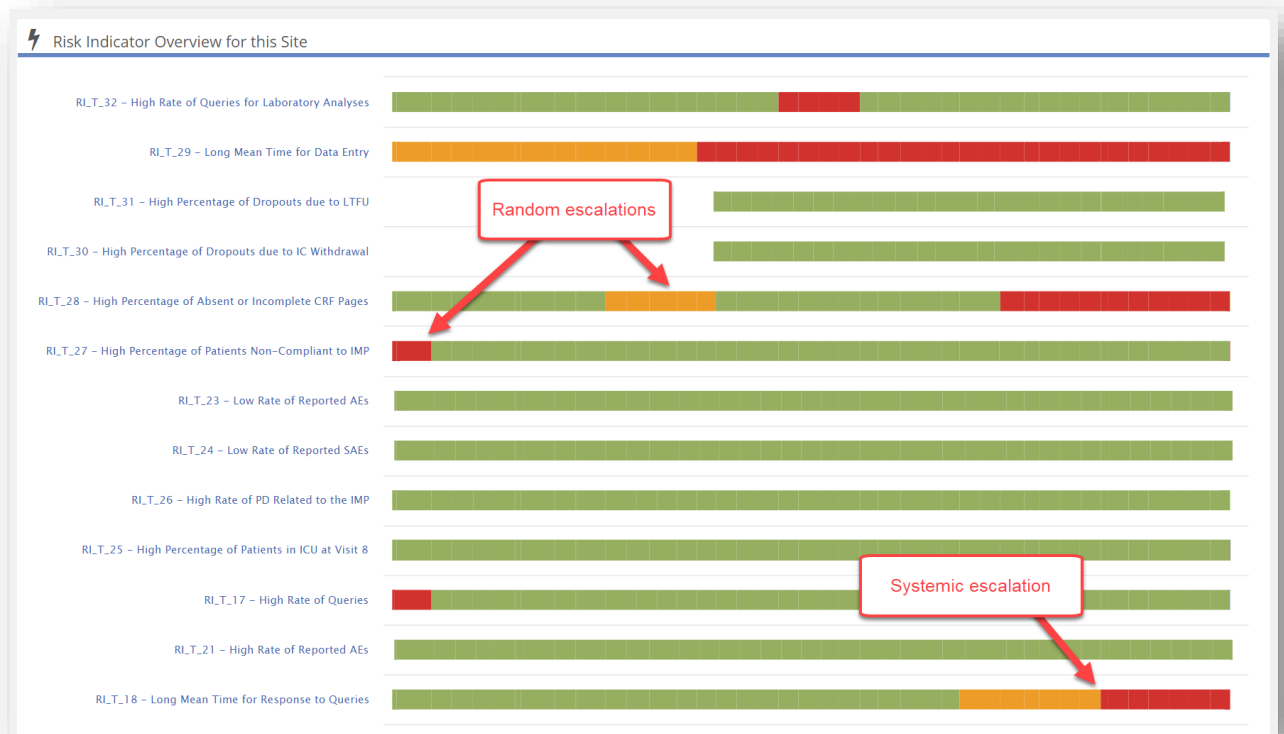 Risk Indicator Overview for this Site
RI_T_32 – High Rate of Queries for Laboratory Analyses
RI_T_29 – Long Mean Time for Data Entry
RI_T_31 – High Percentage of Dropouts due to LTFU
Random escalations
RI_T_30 – High Percentage of Dropouts due to IC Withdrawal
RI_T_28 – High Percentage of Absent or Incomplete CRF Pages
RI_T_27 – High Percentage of Patients Non-Compliant to IMP
RI_T_23 – Low Rate of Reported AEs
RI_T_24 – Low Rate of Reported SAEs
RI_T_26 – High Rate of PD Related to the IMP
RI_T_25 – High Percentage of Patients in ICU at Visit 8
Systemic escalation
RI_T_17 – High Rate of Queries
RI_T_21 – High Rate of Reported AEs
RI_T_18 – Long Mean Time for Response to Queries